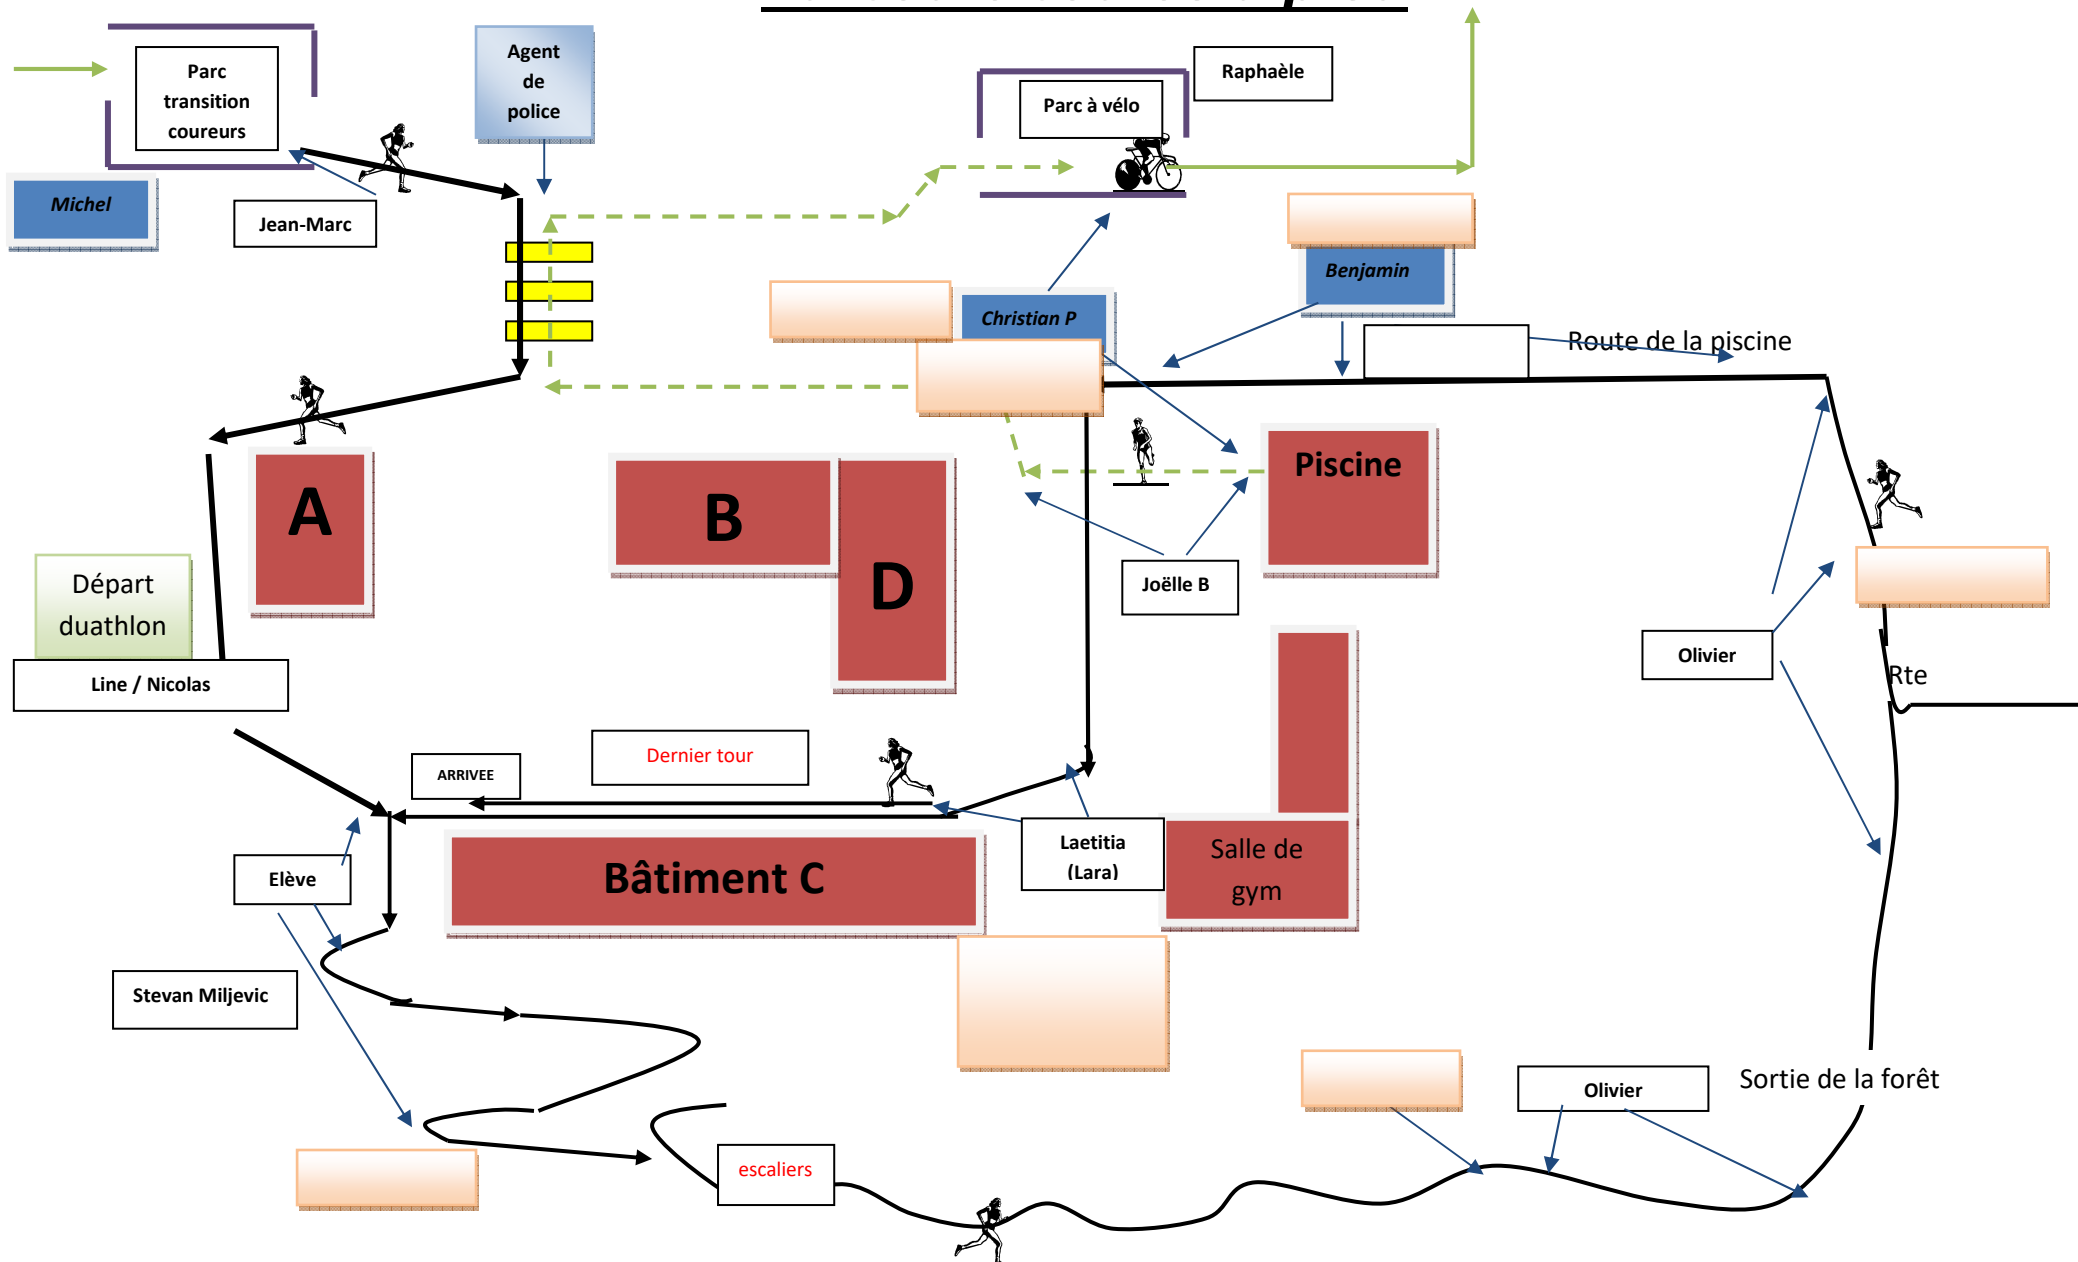 Parc
transition
coureurs
Agent
de
police
Raphaèle
Parc à vélo
Michel
Jean-Marc
Benjamin
Christian P
Route de la piscine
A
B
D
Piscine
Départ
duathlon
Joëlle B
Line / Nicolas
Olivier
Rte
Dernier tour
ARRIVEE
Laetitia
(Lara)
Salle de
gym
Bâtiment C
Elève
Stevan Miljevic
Sortie de la forêt
Olivier
escaliers